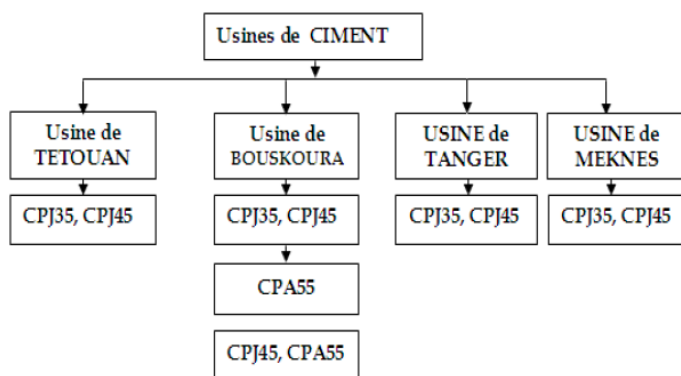 Usines de CIMENT
Usine de
TETOUAN
Usine de
BOUSKOURA
USINE de
TANGER
USINE de
MEKNES
CPJ35, CPJ45
CPJ35, CPJ45
CPJ35, CPJ45
CPJ35, CPJ45
CPA55
CPJ45, CPA55